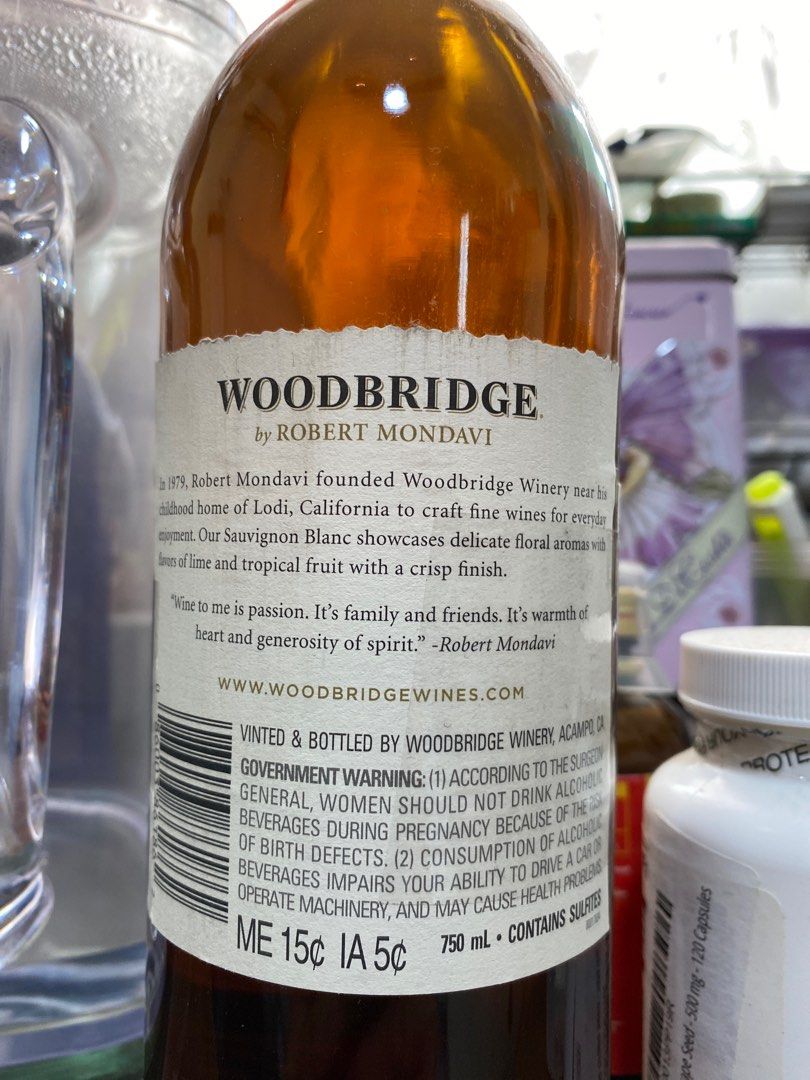 WOODBRIDGE
by ROBERT MONDAVI
In 1979, Robert Mondavi founded Woodbridge Winery near his
childhood home of Lodi, California to craft fine wines for everyday
enjoyment. Our Sauvignon Blanc showcases delicate floral aromas with
flavors of lime and tropical fruit with a crisp finish.
"Wine to me is passion. It's family and friends. It's warmth of
heart and generosity of spirit." -Robert Mondavi
WWW.WOODBRIDGEWINES.COM
VINTED & BOTTLED BY WOODBRIDGE WINERY, ACAMPO, CA
GOVERNMENT WARNING: (1) ACCORDING TO THE SURGEON
GENERAL, WOMEN SHOULD NOT DRINK ALCOHOLIC
BEVERAGES DURING PREGNANCY BECAUSE OF THE RISK
OF BIRTH DEFECTS. (2) CONSUMPTION OF ALCOHOLIC
BEVERAGES IMPAIRS YOUR ABILITY TO DRIVE A CAR OR
OPERATE MACHINERY, AND MAY CAUSE HEALTH PROBLEMS.
ME 15¢ IA 5¢
750 mL • CONTAINS SULFITES
Seed - 500 mg - 120 Capsules